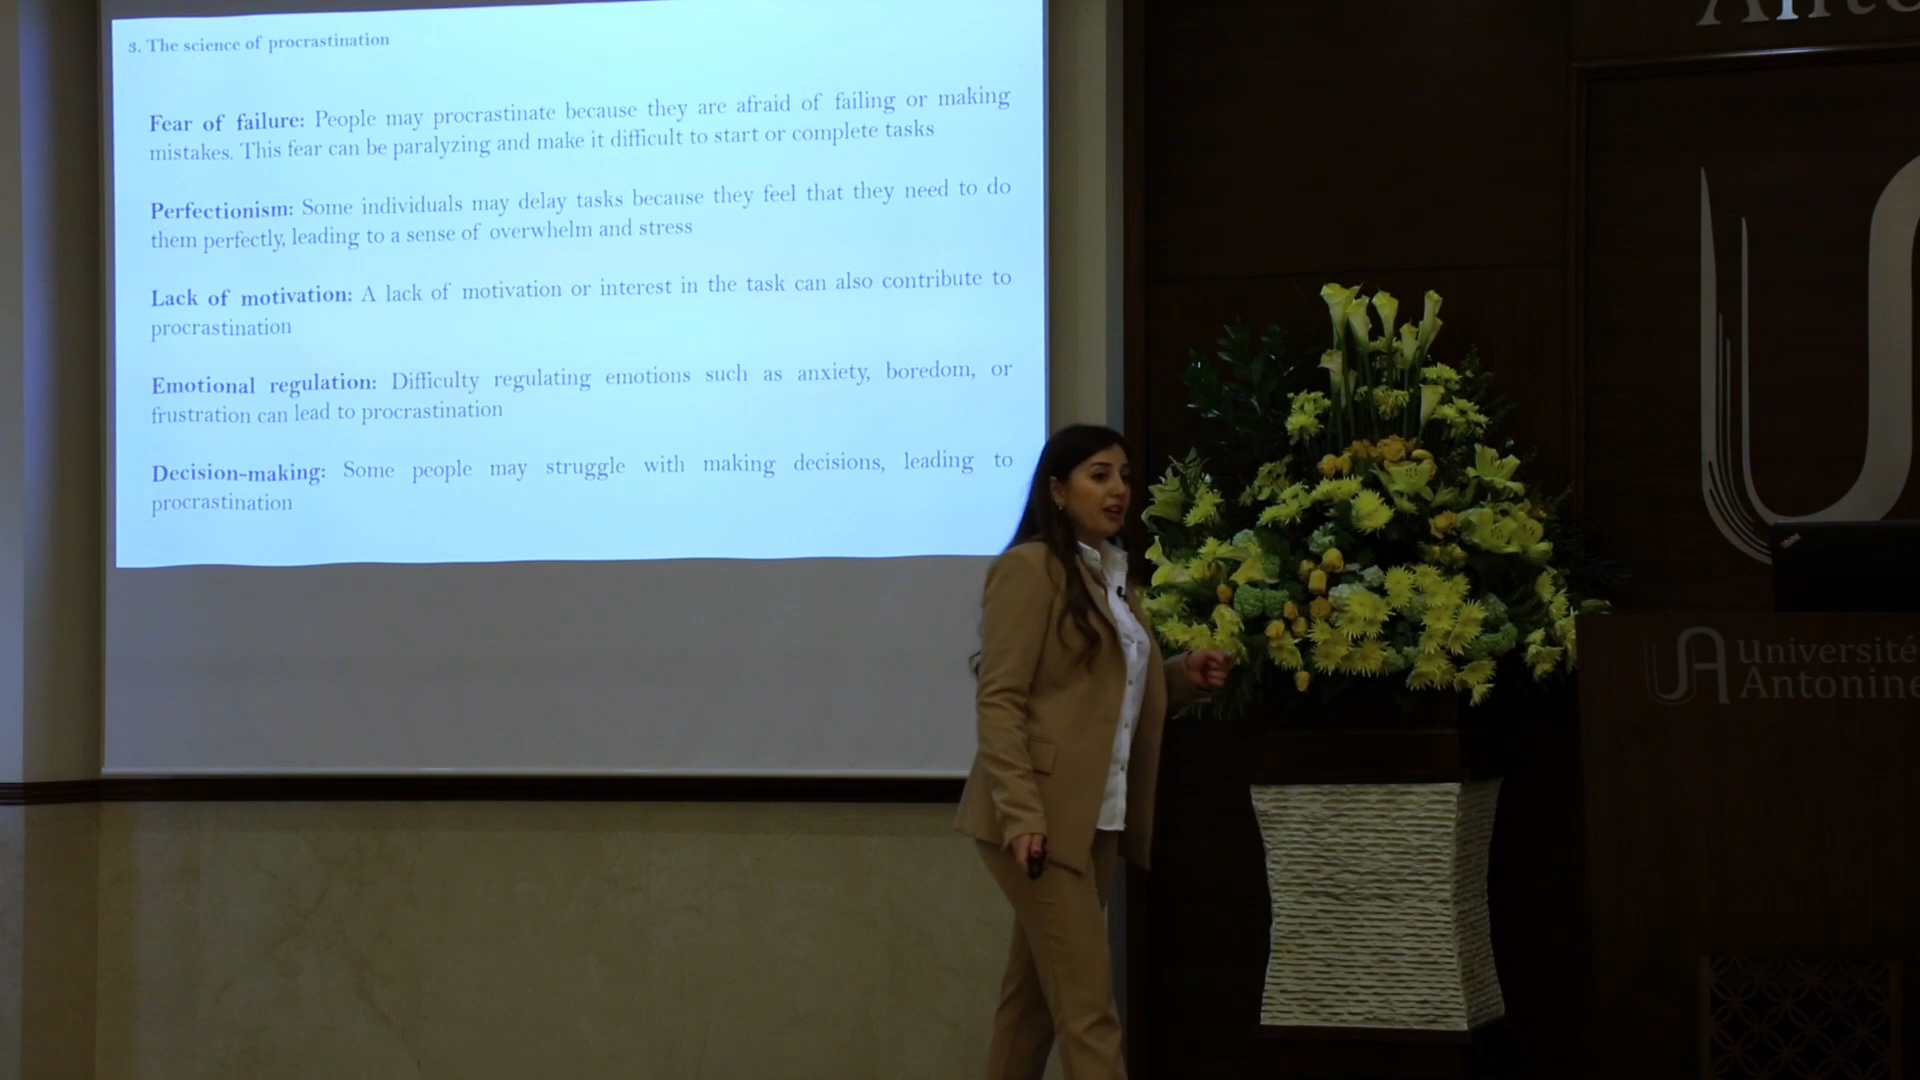 3. The science of procrastination
Fear of failure: People may procrastinate because they are afraid of failing or making
mistakes. This fear can be paralyzing and make it difficult to start or complete tasks
Perfectionism: Some individuals may delay tasks because they feel that they need to do
them perfectly, leading to a sense of overwhelm and stress
Lack of motivation: A lack of motivation or interest in the task can also contribute to
procrastination
Emotional regulation: Difficulty regulating emotions such as anxiety, boredom, or
frustration can lead to procrastination
Decision-making: Some people may struggle with making decisions, leading to
procrastination
UA
Université
Antonine